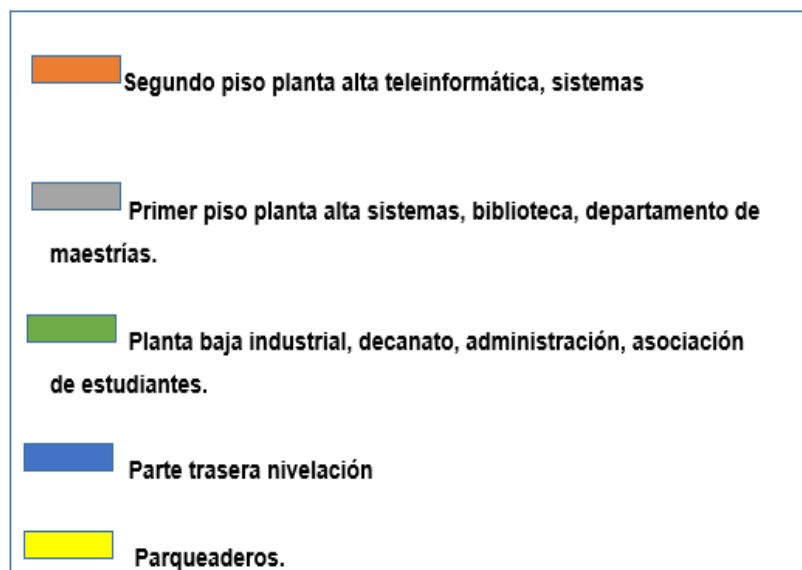 Segundo piso planta alta teleinformática, sistemas
Primer piso planta alta sistemas, biblioteca, departamento de
maestrías.
Planta baja industrial, decanato, administración, asociación
de estudiantes.
Parte trasera nivelación
Parqueaderos.